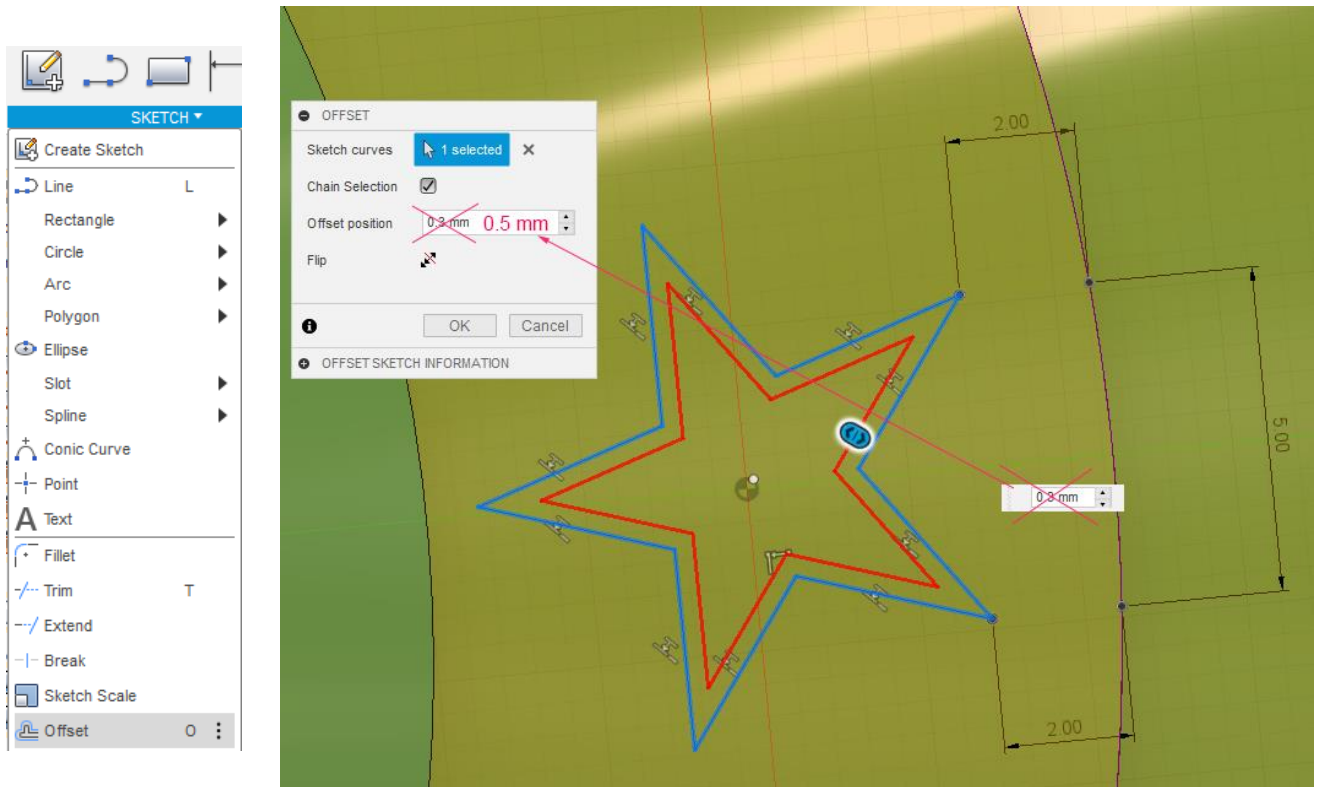 SKETCH
Create Sketch
Line L
Rectangle
Circle
Arc
Polygon
Ellipse
Slot
Spline
Conic Curve
Point
Text
Fillet
Trim T
Extend
Break
Sketch Scale
Offset O
OFFSET
Sketch curves 1 selected
Chain Selection
Offset position 0.3 mm 0.5 mm
Flip
OK Cancel
OFFSET SKETCH INFORMATION
2.00
5.00
0.3 mm
2.00